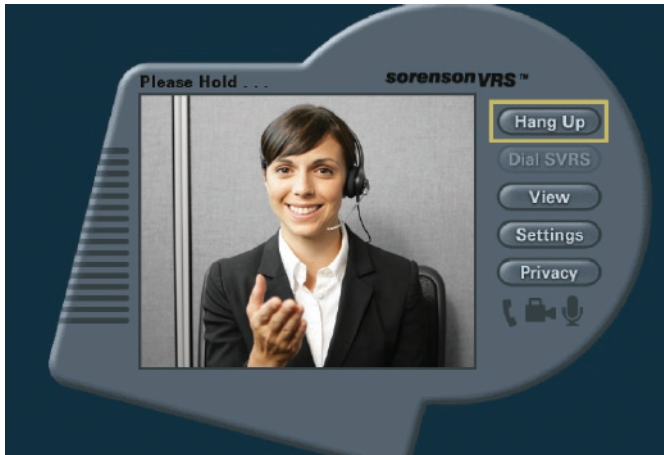 Please Hold . . .
sorensonVRS™
Hang Up
Dial SVRS
View
Settings
Privacy